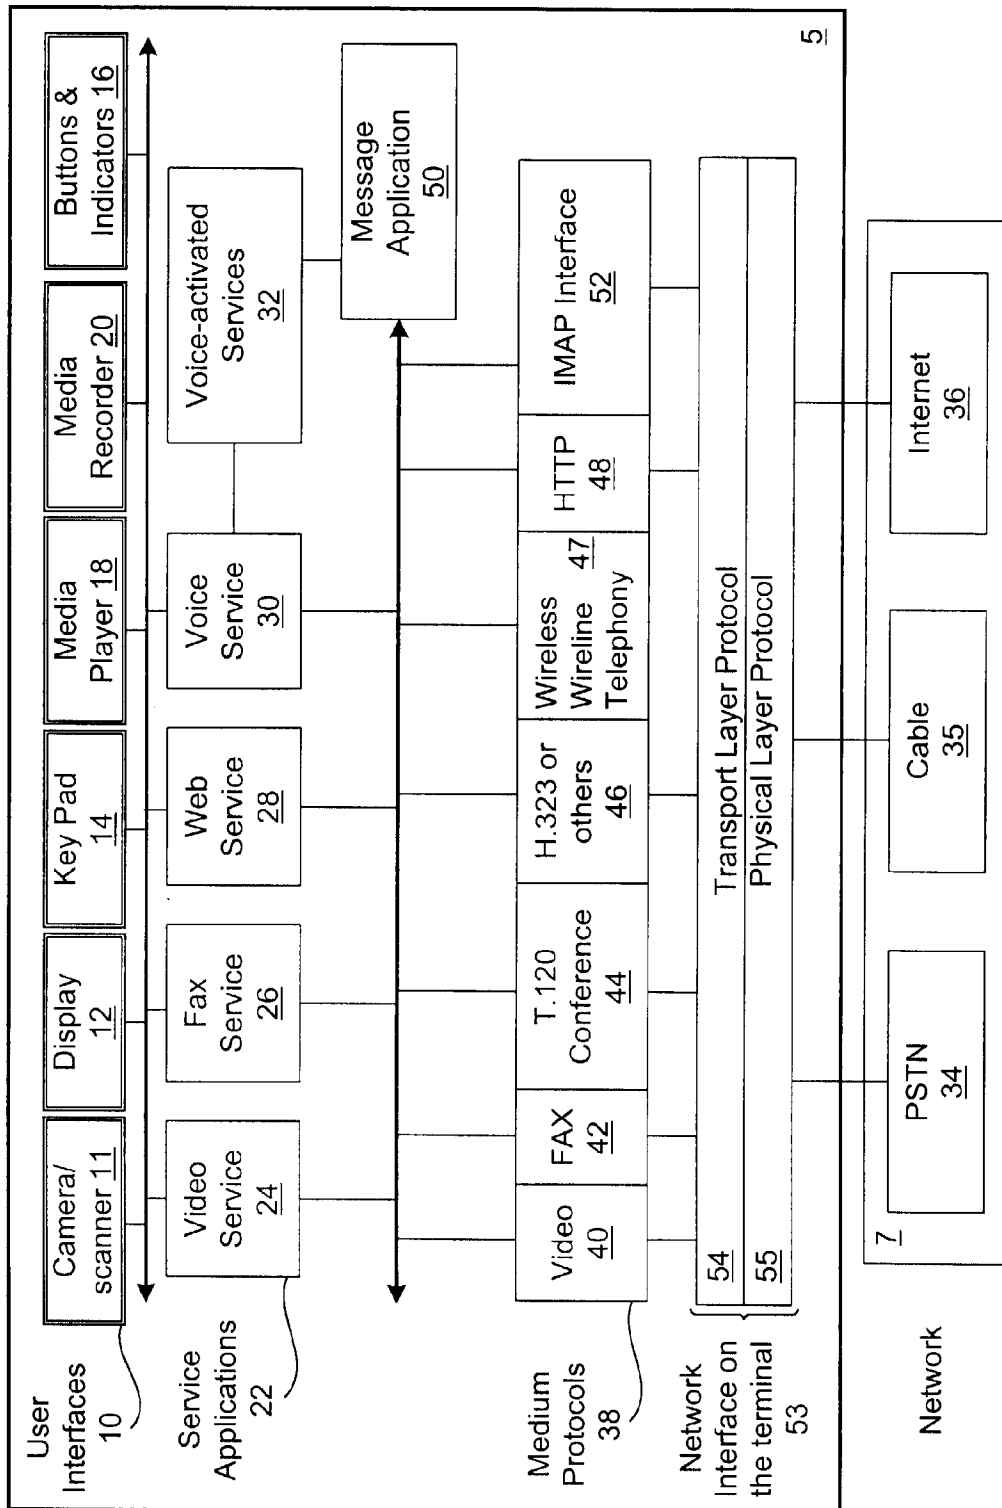 User
Interfaces
10
Camera/
scanner 11
Display
12
Key Pad
14
Media
Player 18
Media
Recorder 20
Buttons &
Indicators 16
Service
Applications
22
Video
Service
24
Fax
Service
26
Web
Service
28
Voice
Service
30
Voice-activated
Services
32
Message
Application
50
Medium
Protocols
38
Video
40
FAX
42
T.120
Conference
44
H.323 or
others
46
Wireless 47
Wireline
Telephony
HTTP
48
IMAP Interface
52
Network
Interface on
the terminal
53
54 Transport Layer Protocol
55 Physical Layer Protocol
5
Network
7
PSTN
34
Cable
35
Internet
36